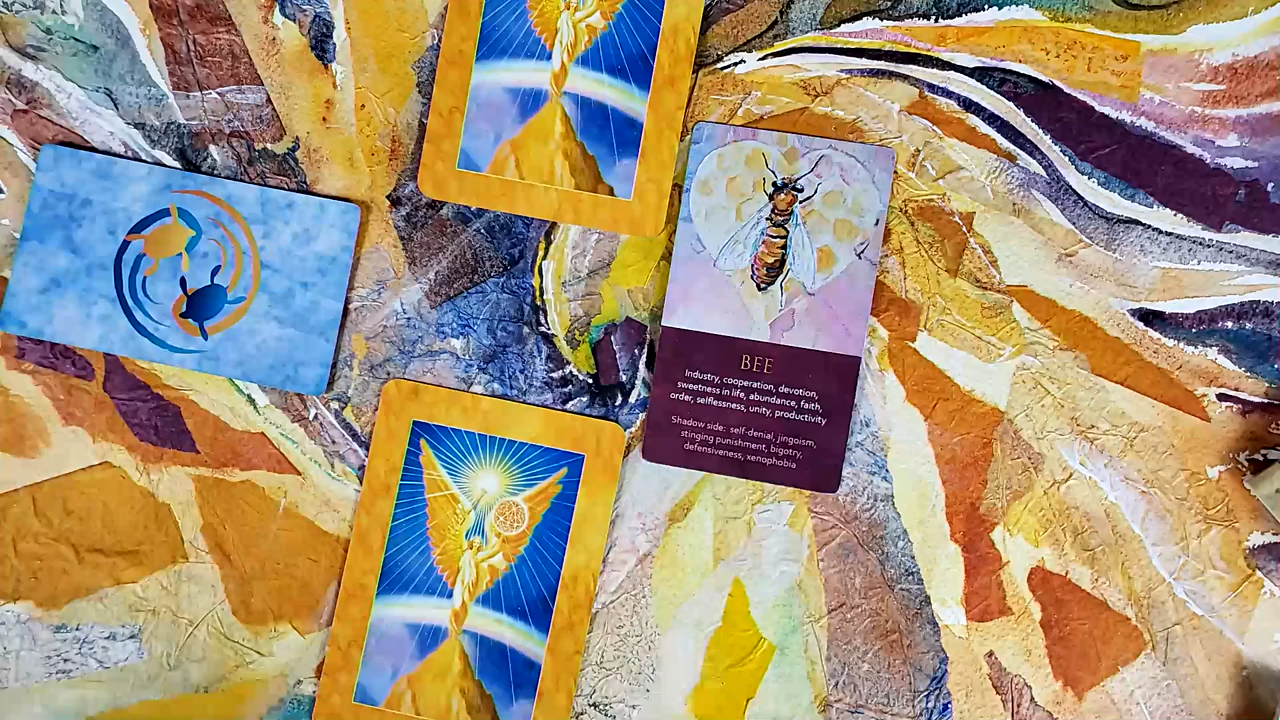 BEE
Industry, cooperation, devotion,
sweetness in life, abundance, faith,
order, selflessness, unity, productivity
Shadow side: self-denial, jingoism,
stinging punishment, bigotry,
defensiveness, xenophobia